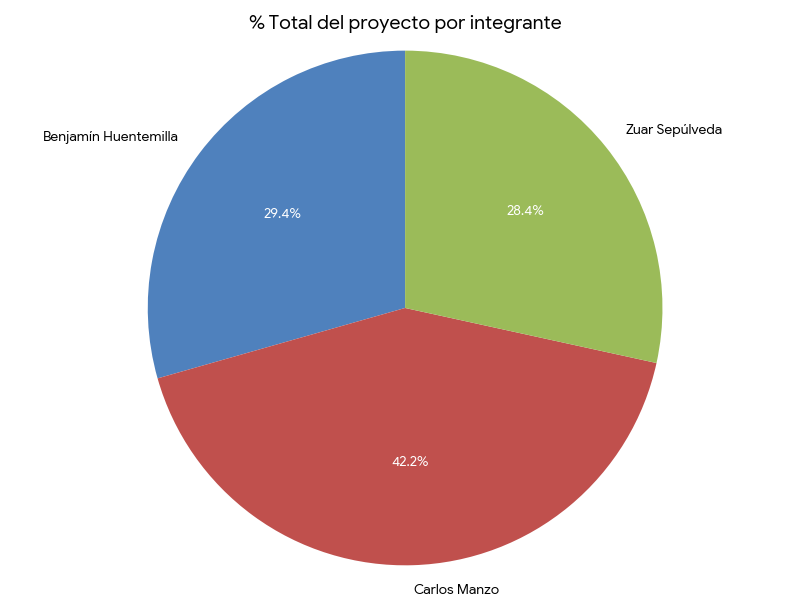 % Total del proyecto por integrante
Zuar Sepúlveda
Benjamín Huentemilla
28.4%
29.4%
42.2%
Carlos Manzo